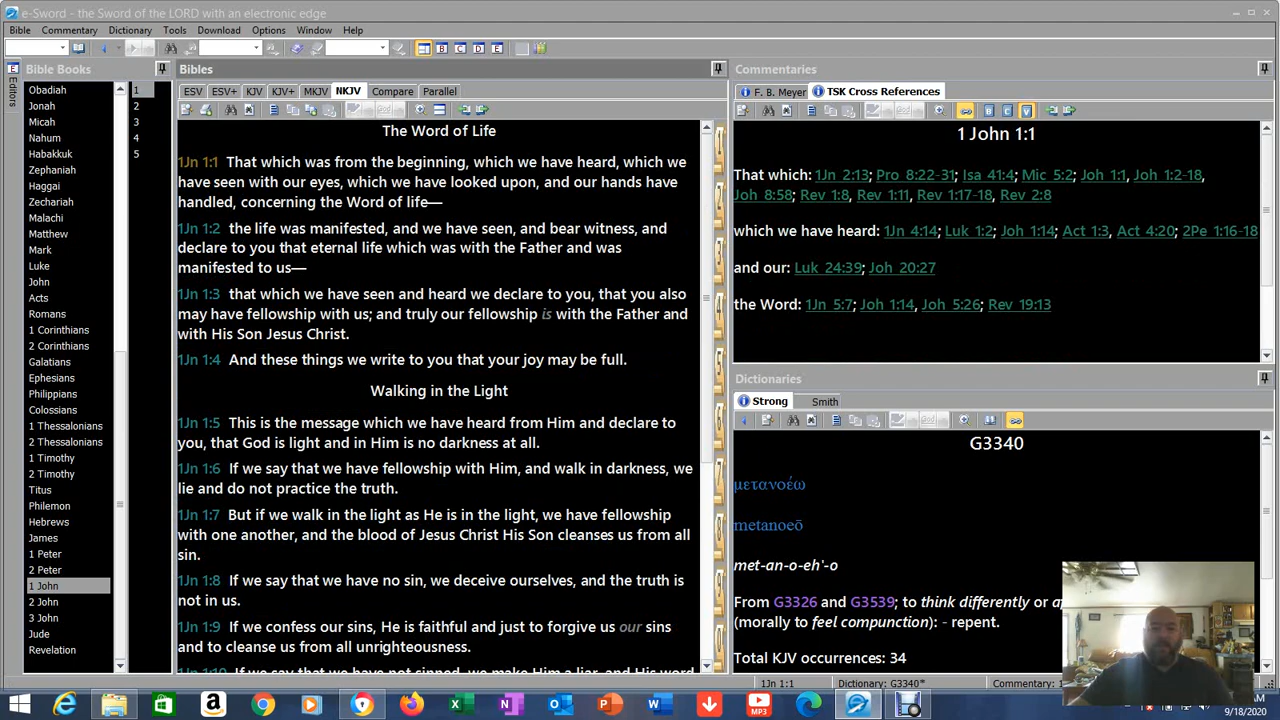 e-Sword - the Sword of the LORD with an electronic edge
Bible Commentary Dictionary Tools Download Options Window Help
B C D E
Editors
Bible Books
Obadiah
Jonah
Micah
Nahum
Habakkuk
Zephaniah
Haggai
Zechariah
Malachi
Matthew
Mark
Luke
John
Acts
Romans
1 Corinthians
2 Corinthians
Galatians
Ephesians
Philippians
Colossians
1 Thessalonians
2 Thessalonians
1 Timothy
2 Timothy
Titus
Philemon
Hebrews
James
1 Peter
2 Peter
1 John
2 John
3 John
Jude
Revelation
1
2
3
4
5
Bibles
ESV ESV+ KJV KJV+ MKJV NKJV Compare Parallel
The Word of Life
1Jn 1:1 That which was from the beginning, which we have heard, which we
have seen with our eyes, which we have looked upon, and our hands have
handled, concerning the Word of life—
1Jn 1:2 the life was manifested, and we have seen, and bear witness, and
declare to you that eternal life which was with the Father and was
manifested to us—
1Jn 1:3 that which we have seen and heard we declare to you, that you also
may have fellowship with us; and truly our fellowship is with the Father and
with His Son Jesus Christ.
1Jn 1:4 And these things we write to you that your joy may be full.
Walking in the Light
1Jn 1:5 This is the message which we have heard from Him and declare to
you, that God is light and in Him is no darkness at all.
1Jn 1:6 If we say that we have fellowship with Him, and walk in darkness, we
lie and do not practice the truth.
1Jn 1:7 But if we walk in the light as He is in the light, we have fellowship
with one another, and the blood of Jesus Christ His Son cleanses us from all
sin.
1Jn 1:8 If we say that we have no sin, we deceive ourselves, and the truth is
not in us.
1Jn 1:9 If we confess our sins, He is faithful and just to forgive us our sins
and to cleanse us from all unrighteousness.
1Jn 1:10 If we say that we have not sinned, we make Him a liar, and His word
Commentaries
F. B. Meyer TSK Cross References
B C V
1 John 1:1
That which: 1Jn 2:13; Pro 8:22-31; Isa 41:4; Mic 5:2; Joh 1:1, Joh 1:2-18,
Joh 8:58; Rev 1:8, Rev 1:11, Rev 1:17-18, Rev 2:8
which we have heard: 1Jn 4:14; Luk 1:2; Joh 1:14; Act 1:3, Act 4:20; 2Pe 1:16-18
and our: Luk 24:39; Joh 20:27
the Word: 1Jn 5:7; Joh 1:14, Joh 5:26; Rev 19:13
Dictionaries
Strong Smith
G3340
μετανοέω
metanoeō
met-an-o-eh'-o
From G3326 and G3539; to think differently or
(morally to feel compunction): - repent.
Total KJV occurrences: 34
1Jn 1:1 Dictionary: G3340* Commentary:
MP3
9/18/2020